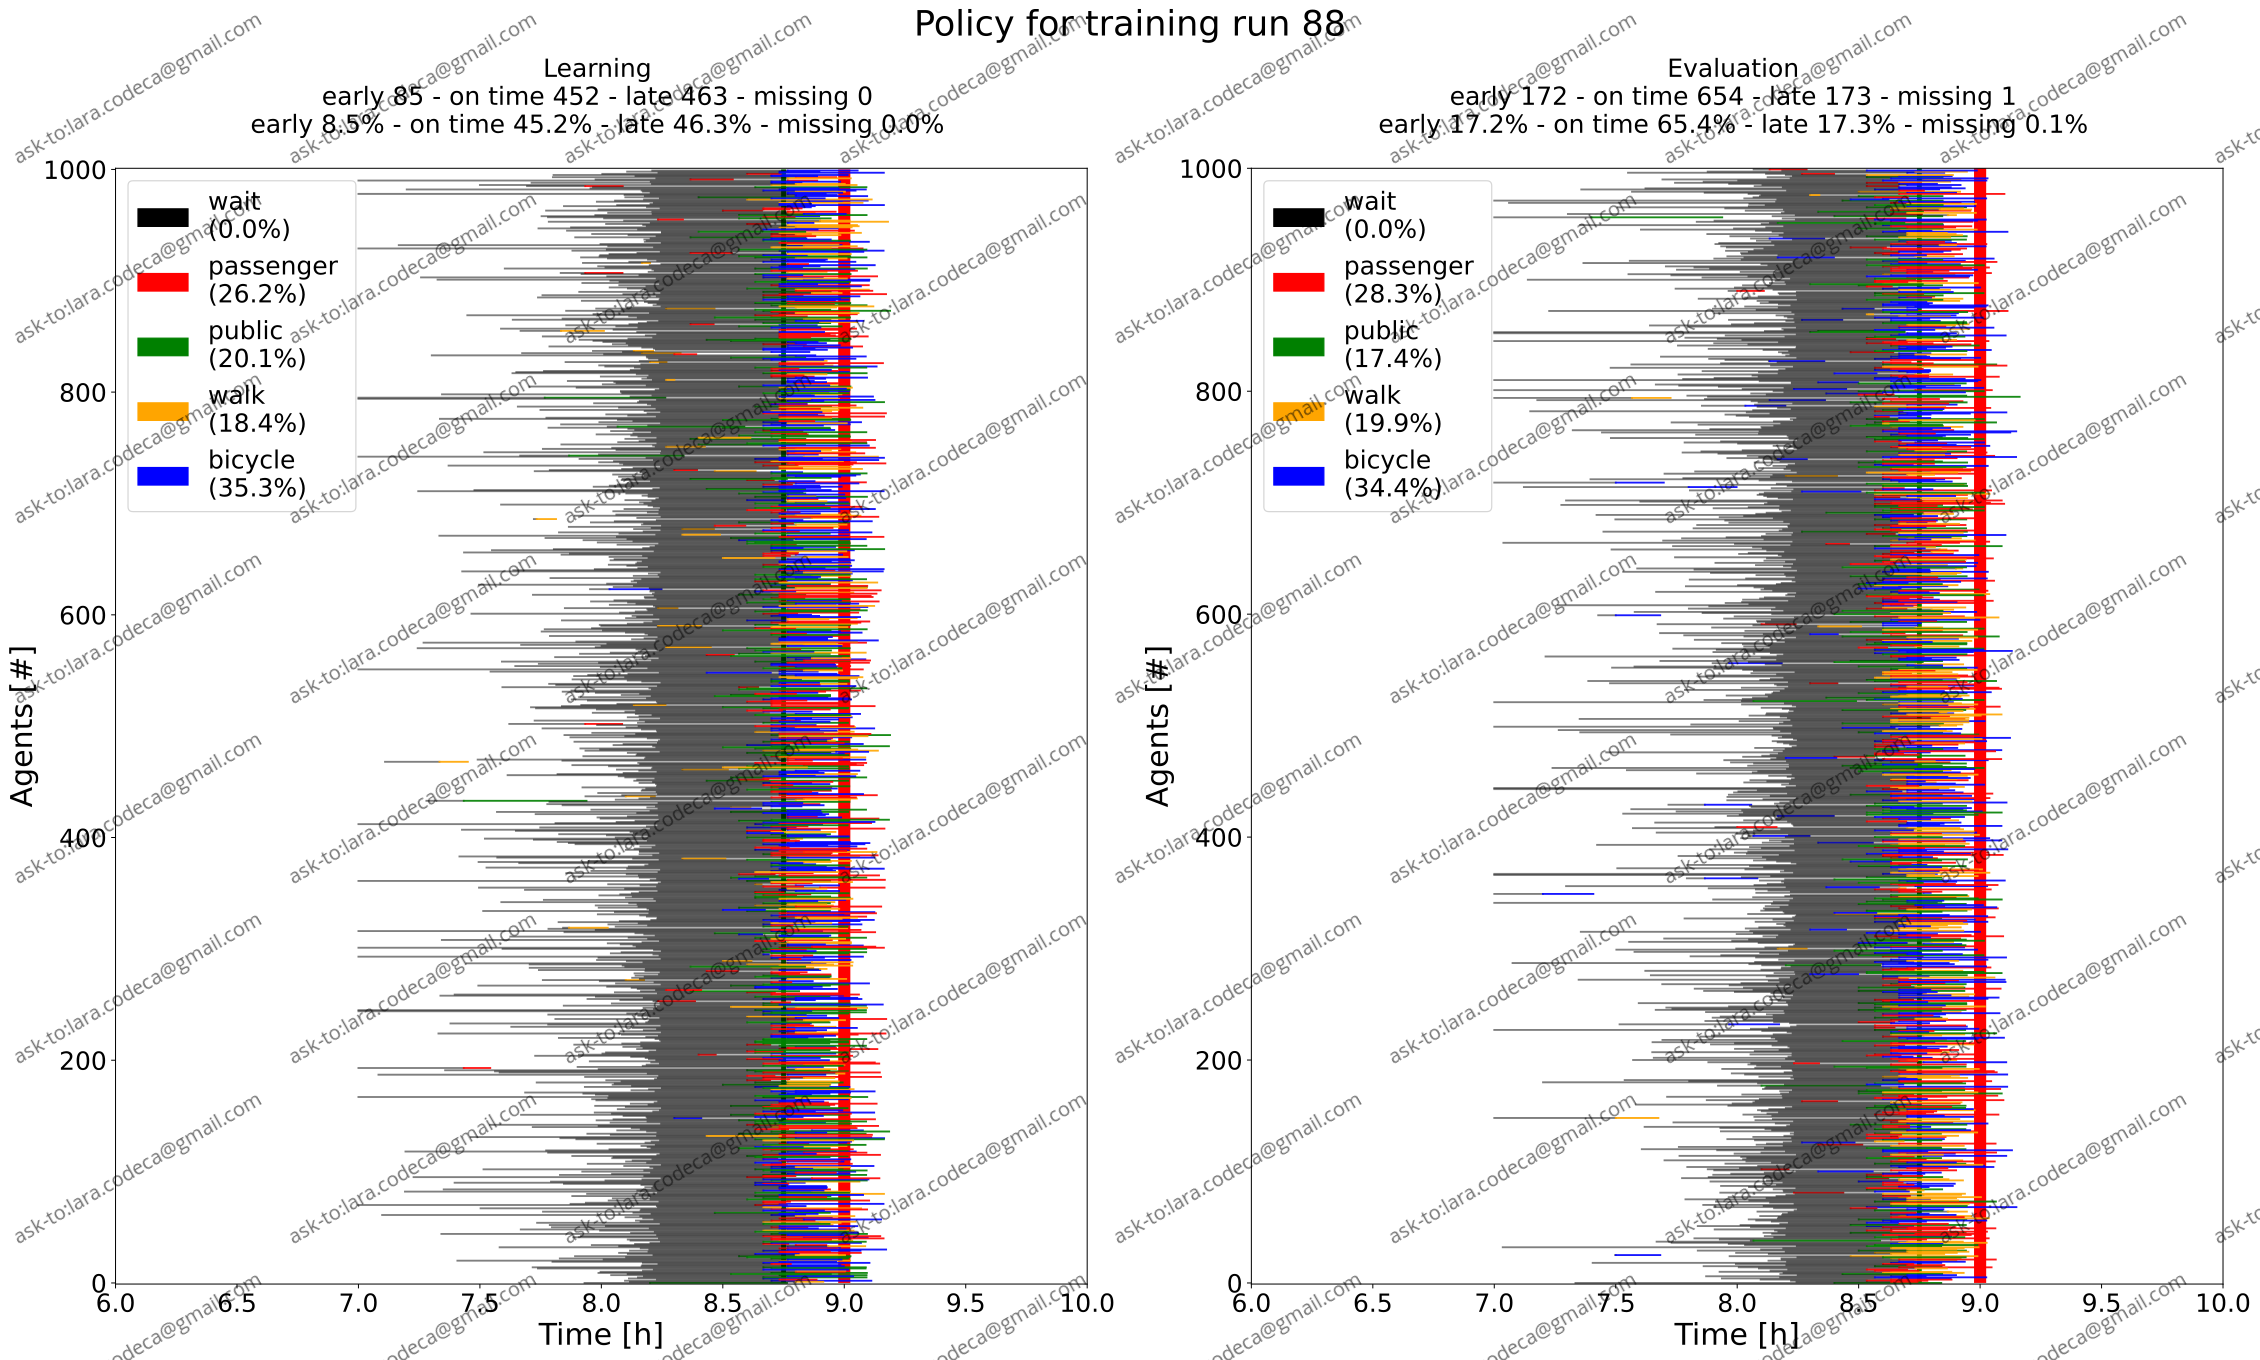 Policy for training run 88
Learning
early 85 - on time 452 - late 463 - missing 0
early 8.5% - on time 45.2% - late 46.3% - missing 0.0%
1000
800
600
400
200
0
Agents [#]
wait
(0.0%)
passenger
(26.2%)
public
(20.1%)
walk
(18.4%)
bicycle
(35.3%)
6.0 6.5 7.0 7.5 8.0 8.5 9.0 9.5 10.0
Time [h]
Evaluation
early 172 - on time 654 - late 173 - missing 1
early 17.2% - on time 65.4% - late 17.3% - missing 0.1%
1000
800
600
400
200
0
Agents [#]
wait
(0.0%)
passenger
(28.3%)
public
(17.4%)
walk
(19.9%)
bicycle
(34.4%)
6.0 6.5 7.0 7.5 8.0 8.5 9.0 9.5 10.0
Time [h]
ask-to:lara.codeca@gmail.com